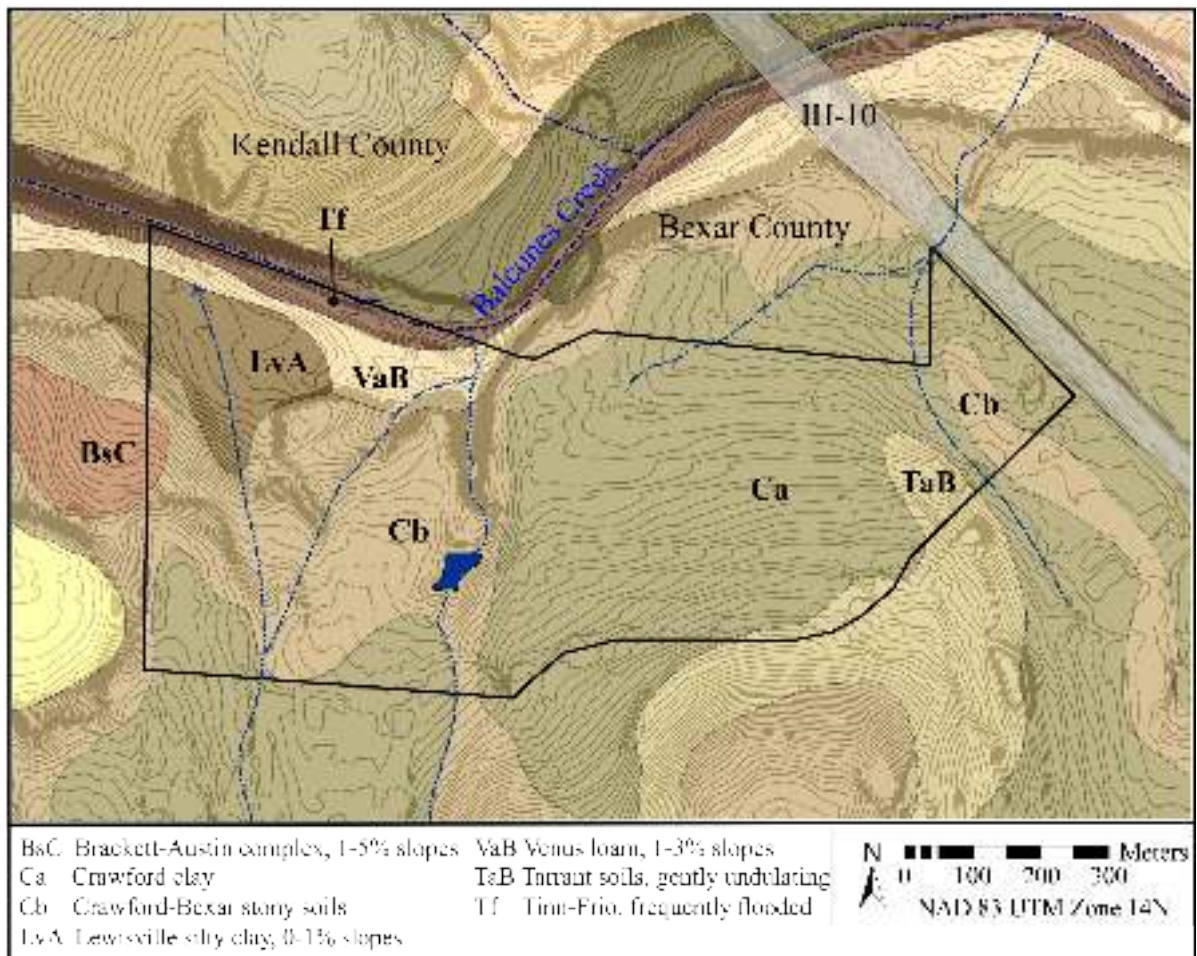 IH-10
Kendall County
Tf
Balcones Creek
Bexar County
LvA
VaB
BsC
Cb
Ca
TaB
Cb
BsC Brackett-Austin complex, 1-5% slopes
Ca Crawford clay
Cb Crawford-Bexar stony soils
LvA Lewisville silty clay, 0-1% slopes
VaB Venus loam, 1-3% slopes
TaB Tarrant soils, gently undulating
Tf Tinn-Frio, frequently flooded
N
Meters
0 100 200 300
NAD 83 UTM Zone 14N